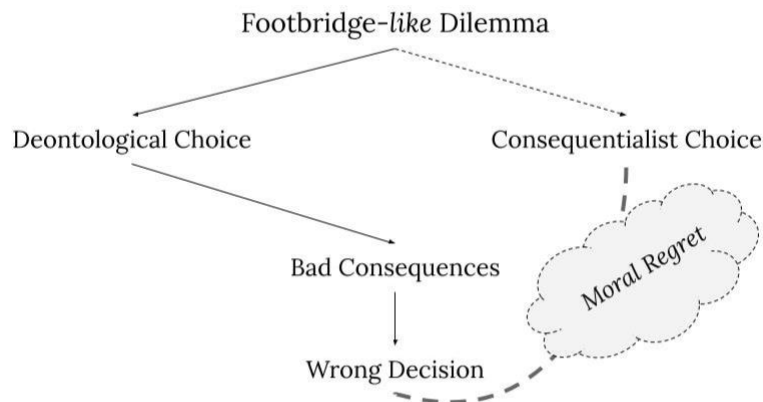 Footbridge-like Dilemma
Deontological Choice
Consequentialist Choice
Moral Regret
Bad Consequences
Wrong Decision